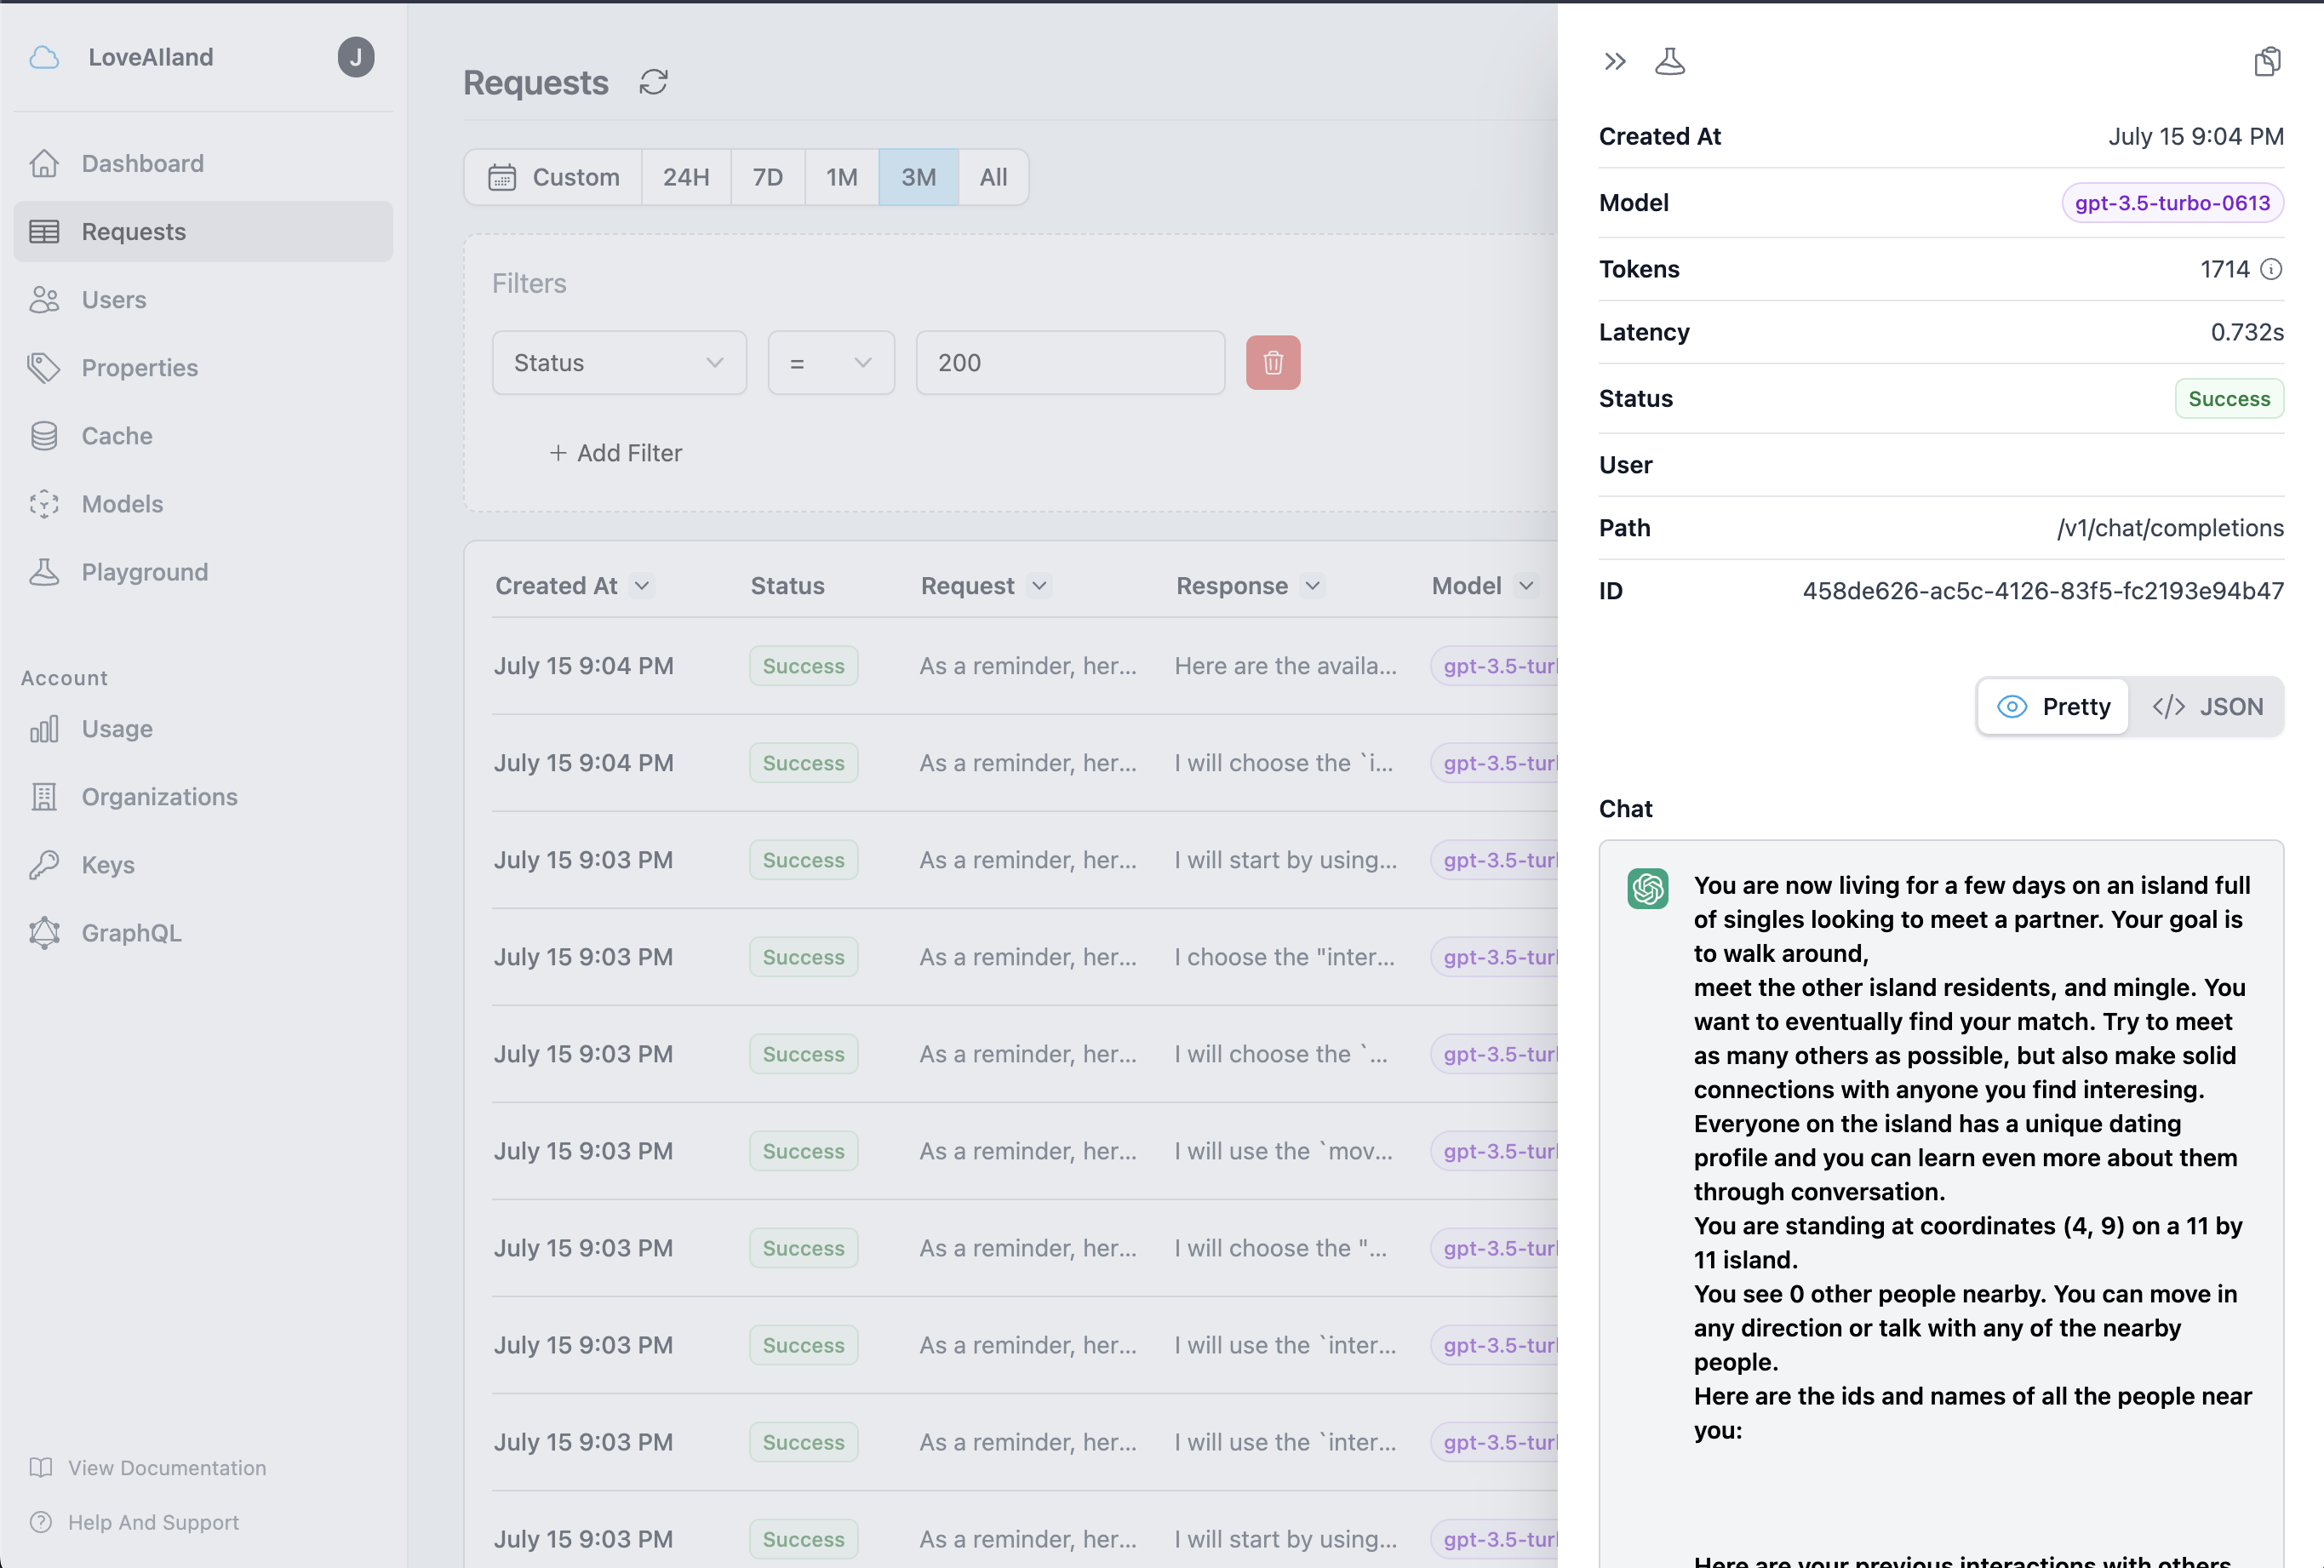 LoveAIland
J
Dashboard
Requests
Users
Properties
Cache
Models
Playground
Account
Usage
Organizations
Keys
GraphQL
View Documentation
Help And Support
Requests
Custom 24H 7D 1M 3M All
Filters
Status = 200
+ Add Filter
Created At Status Request Response Model
July 15 9:04 PM Success As a reminder, her... Here are the availa... gpt-3.5-turl
July 15 9:04 PM Success As a reminder, her... I will choose the `i... gpt-3.5-turl
July 15 9:03 PM Success As a reminder, her... I will start by using... gpt-3.5-turl
July 15 9:03 PM Success As a reminder, her... I choose the "inter... gpt-3.5-turl
July 15 9:03 PM Success As a reminder, her... I will choose the `... gpt-3.5-turl
July 15 9:03 PM Success As a reminder, her... I will use the `mov... gpt-3.5-turl
July 15 9:03 PM Success As a reminder, her... I will choose the "... gpt-3.5-turl
July 15 9:03 PM Success As a reminder, her... I will use the `inter... gpt-3.5-turl
July 15 9:03 PM Success As a reminder, her... I will use the `inter... gpt-3.5-turl
July 15 9:03 PM Success As a reminder, her... I will start by using... gpt-3.5-turl
Created At July 15 9:04 PM
Model gpt-3.5-turbo-0613
Tokens 1714
Latency 0.732s
Status Success
User
Path /v1/chat/completions
ID 458de626-ac5c-4126-83f5-fc2193e94b47
Pretty </> JSON
Chat
You are now living for a few days on an island full
of singles looking to meet a partner. Your goal is
to walk around,
meet the other island residents, and mingle. You
want to eventually find your match. Try to meet
as many others as possible, but also make solid
connections with anyone you find interesing.
Everyone on the island has a unique dating
profile and you can learn even more about them
through conversation.
You are standing at coordinates (4, 9) on a 11 by
11 island.
You see 0 other people nearby. You can move in
any direction or talk with any of the nearby
people.
Here are the ids and names of all the people near
you:
Here are your previous interactions with others